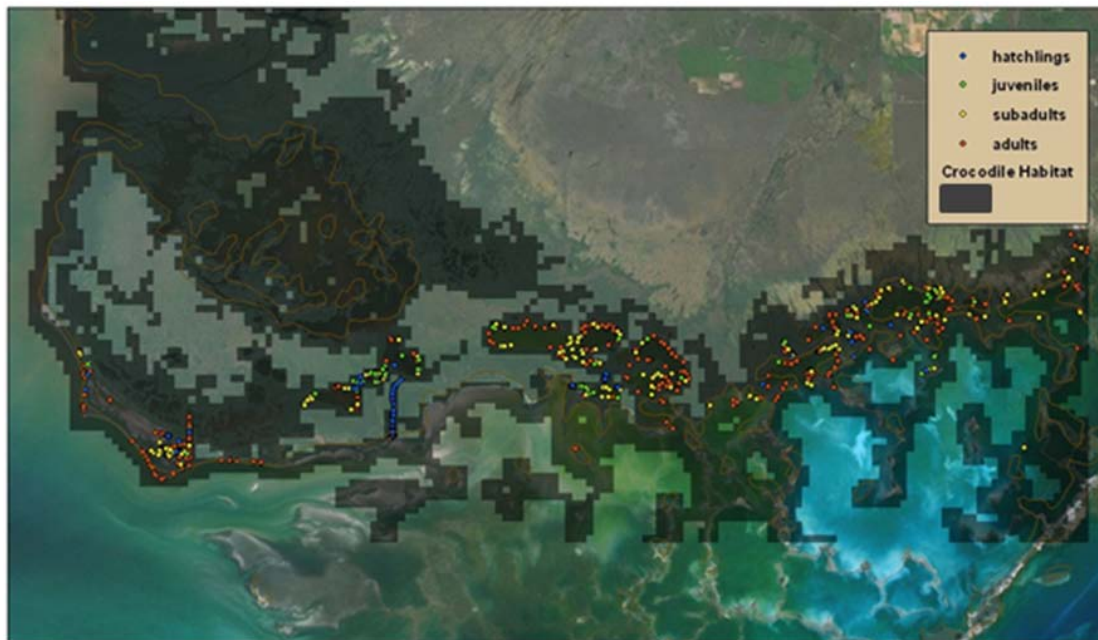 hatchlings
juveniles
subadults
adults
Crocodile Habitat